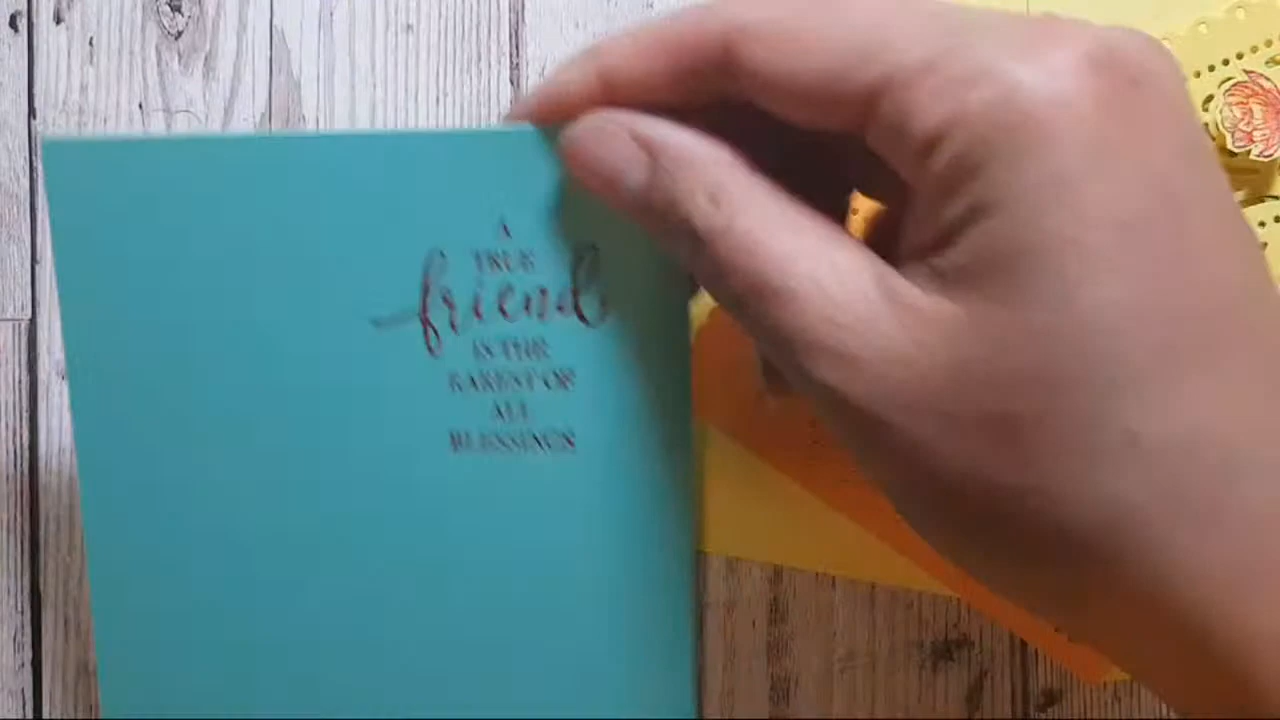 A
TRUE
friend
IS THE
RAREST OF
ALL
BLESSINGS